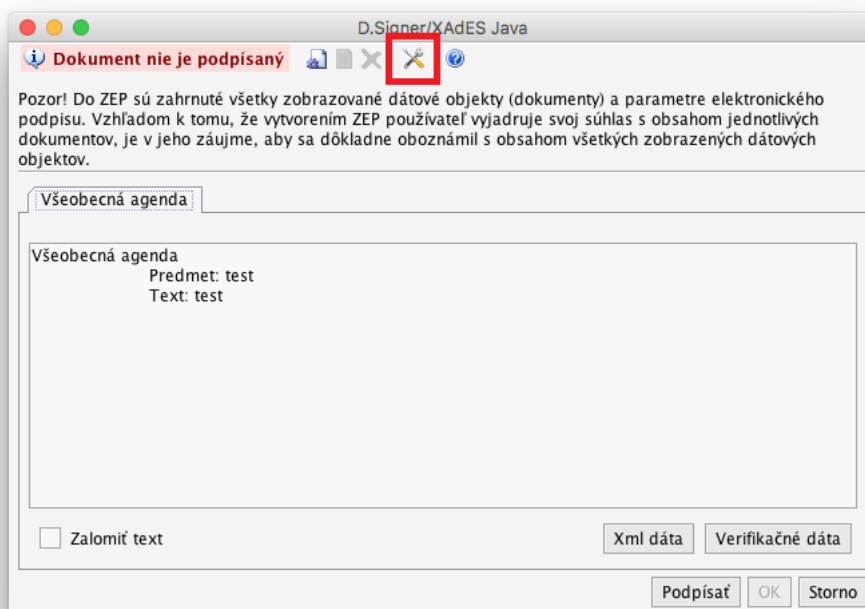 D.Signer/XAdES Java
Dokument nie je podpísaný
Pozor! Do ZEP sú zahrnuté všetky zobrazované dátové objekty (dokumenty) a parametre elektronického
podpisu. Vzhľadom k tomu, že vytvorením ZEP používateľ vyjadruje svoj súhlas s obsahom jednotlivých
dokumentov, je v jeho záujme, aby sa dôkladne oboznámil s obsahom všetkých zobrazených dátových
objektov.
Všeobecná agenda
Všeobecná agenda
Predmet: test
Text: test
Zalomiť text
Xml dáta
Verifikačné dáta
Podpísať
OK
Storno